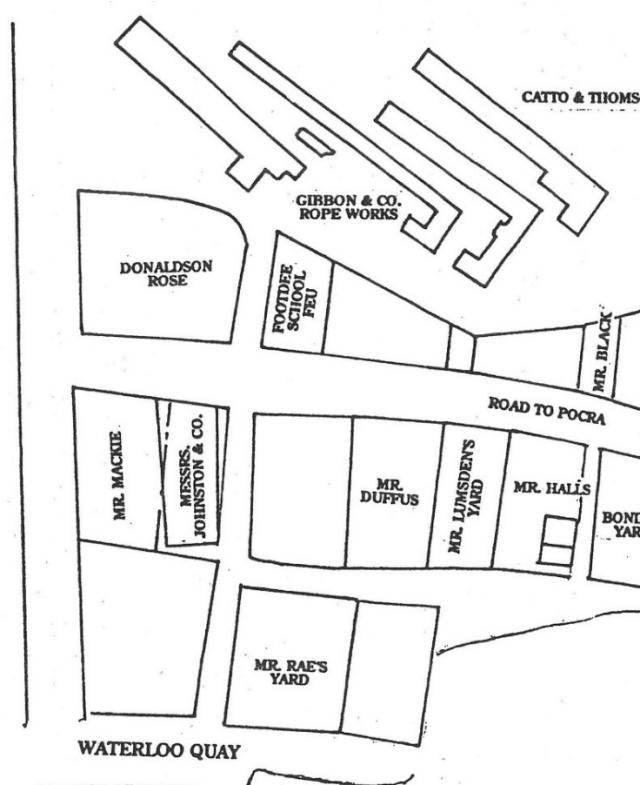 CATTO & THOMS
GIBBON & CO.
ROPE WORKS
DONALDSON
ROSE
FOOTDEE
SCHOOL
FEU
MR. BLACK
ROAD TO POCRA
MR. MACKIE
MESSRS.
JOHNSTON & CO.
MR.
DUFFUS
MR. LUMSDEN'S
YARD
MR. HALLS
BOND
YAR
MR. RAE'S
YARD
WATERLOO QUAY